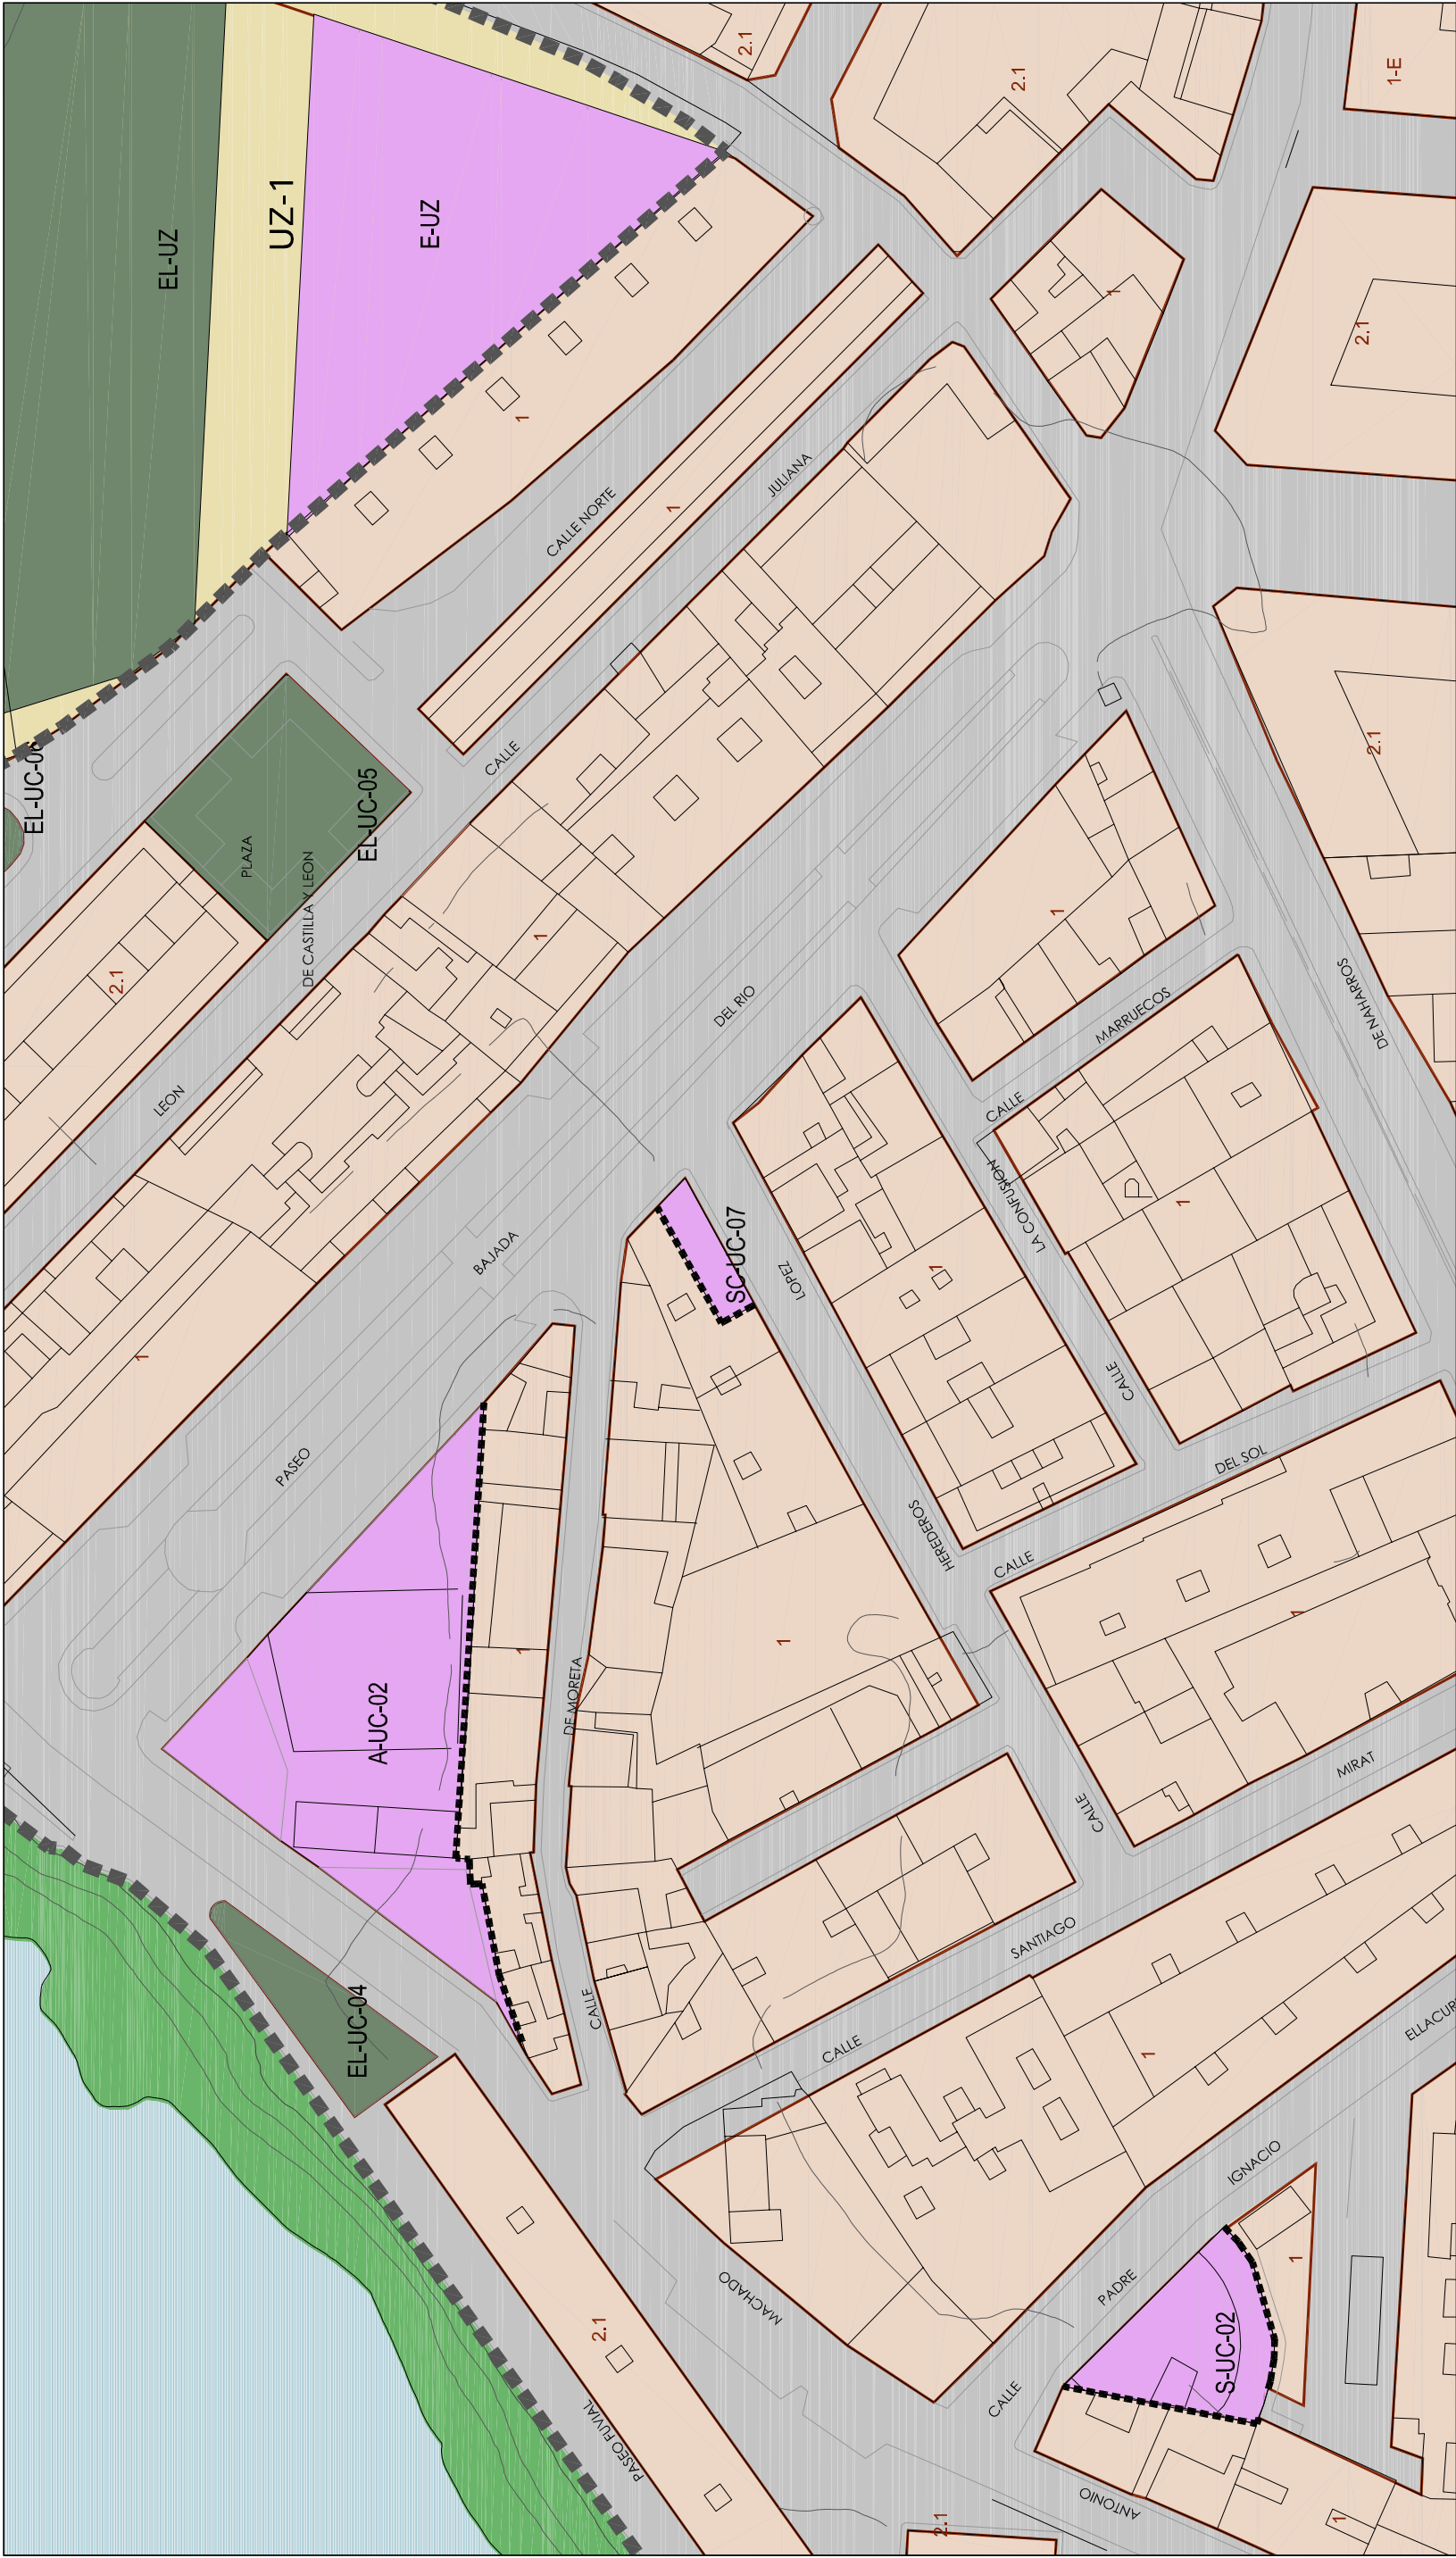 2.1
2.1
1-E
EL-UZ
UZ-1
E-UZ
1
2.1
1
CALLE NORTE
1
JULIANA
CALLE
2.1
EL-UC-05
PLAZA
DE CASTILLA Y LEON
2.1
LEON
1
1
DEL RIO
MARRUECOS
DE NAHARROS
CALLE
LA CONFUSION
1
BAJADA
SC-UC-07
LOPEZ
1
1
CALLE
PASEO
DEL SOL
HEREDEROS
CALLE
A-UC-02
1
DE MORETA
1
1
MIRAT
CALLE
SANTIAGO
CALLE
CALLE
EL-UC-04
1
IGNACIO
PADRE
MACHADO
1
2.1
S-UC-02
CALLE
PASEO FUVIAL
ANTONIO
1
2.1